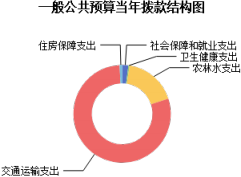 一般公共预算当年拨款结构图
住房保障支出
社会保障和就业支出
卫生健康支出
农林水支出
交通运输支出